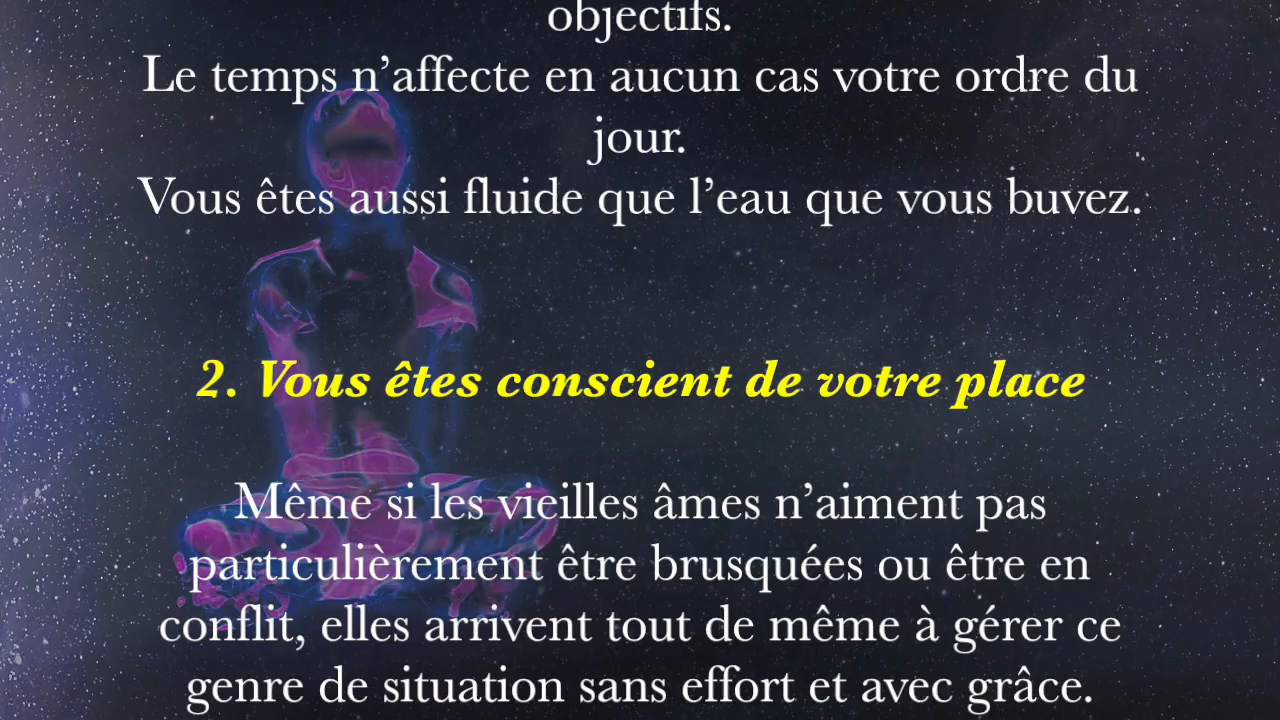 objectifs.
Le temps n’affecte en aucun cas votre ordre du
jour.
Vous êtes aussi fluide que l’eau que vous buvez.
2. Vous êtes conscient de votre place
Même si les vieilles âmes n’aiment pas
particulièrement être brusquées ou être en
conflit, elles arrivent tout de même à gérer ce
genre de situation sans effort et avec grâce.